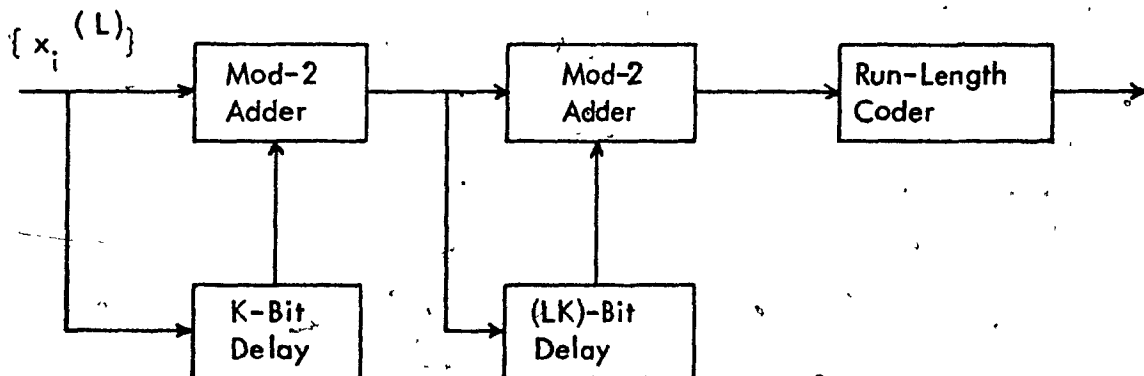 { x_i^(L) }
Mod-2
Adder
Mod-2
Adder
Run-Length
Coder
K-Bit
Delay
(LK)-Bit
Delay